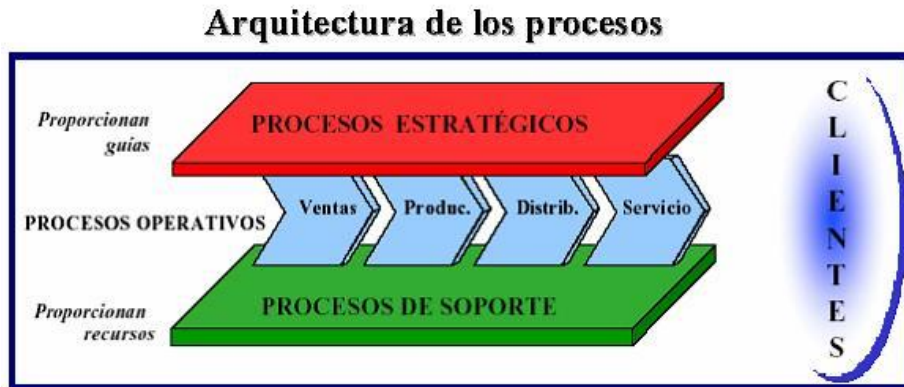 Arquitectura de los procesos
Proporcionan
guías
PROCESOS ESTRATÉGICOS
PROCESOS OPERATIVOS
Ventas
Produc.
Distrib.
Servicio
Proporcionan
recursos
PROCESOS DE SOPORTE
C
L
I
E
N
T
E
S